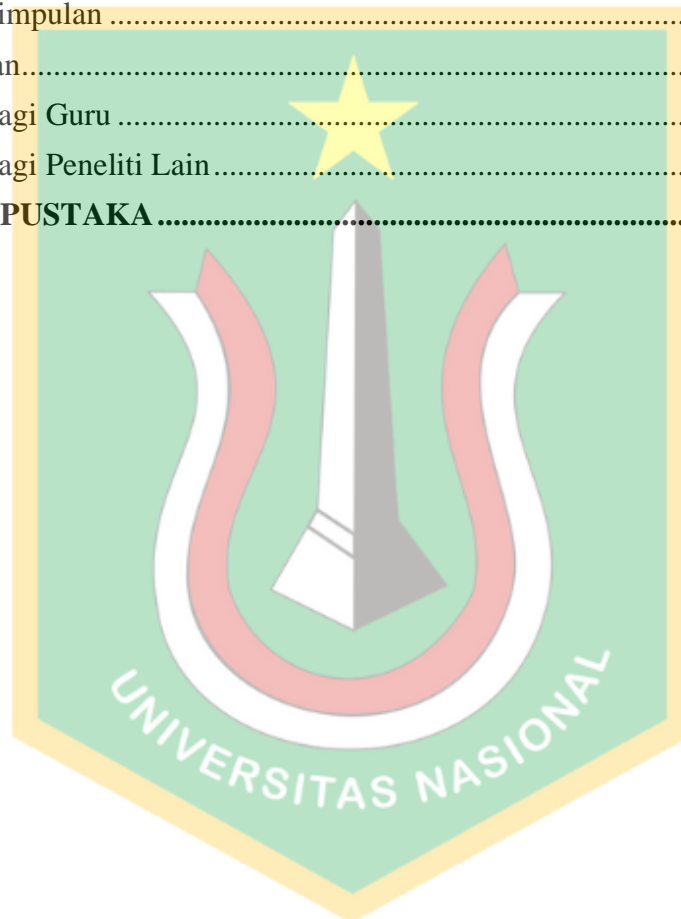 impulan ........................................................................
an....................................................................................
agi Guru .......................................................................
agi Peneliti Lain...........................................................
PUSTAKA..................................................................
UNIVERSITAS NASIONAL